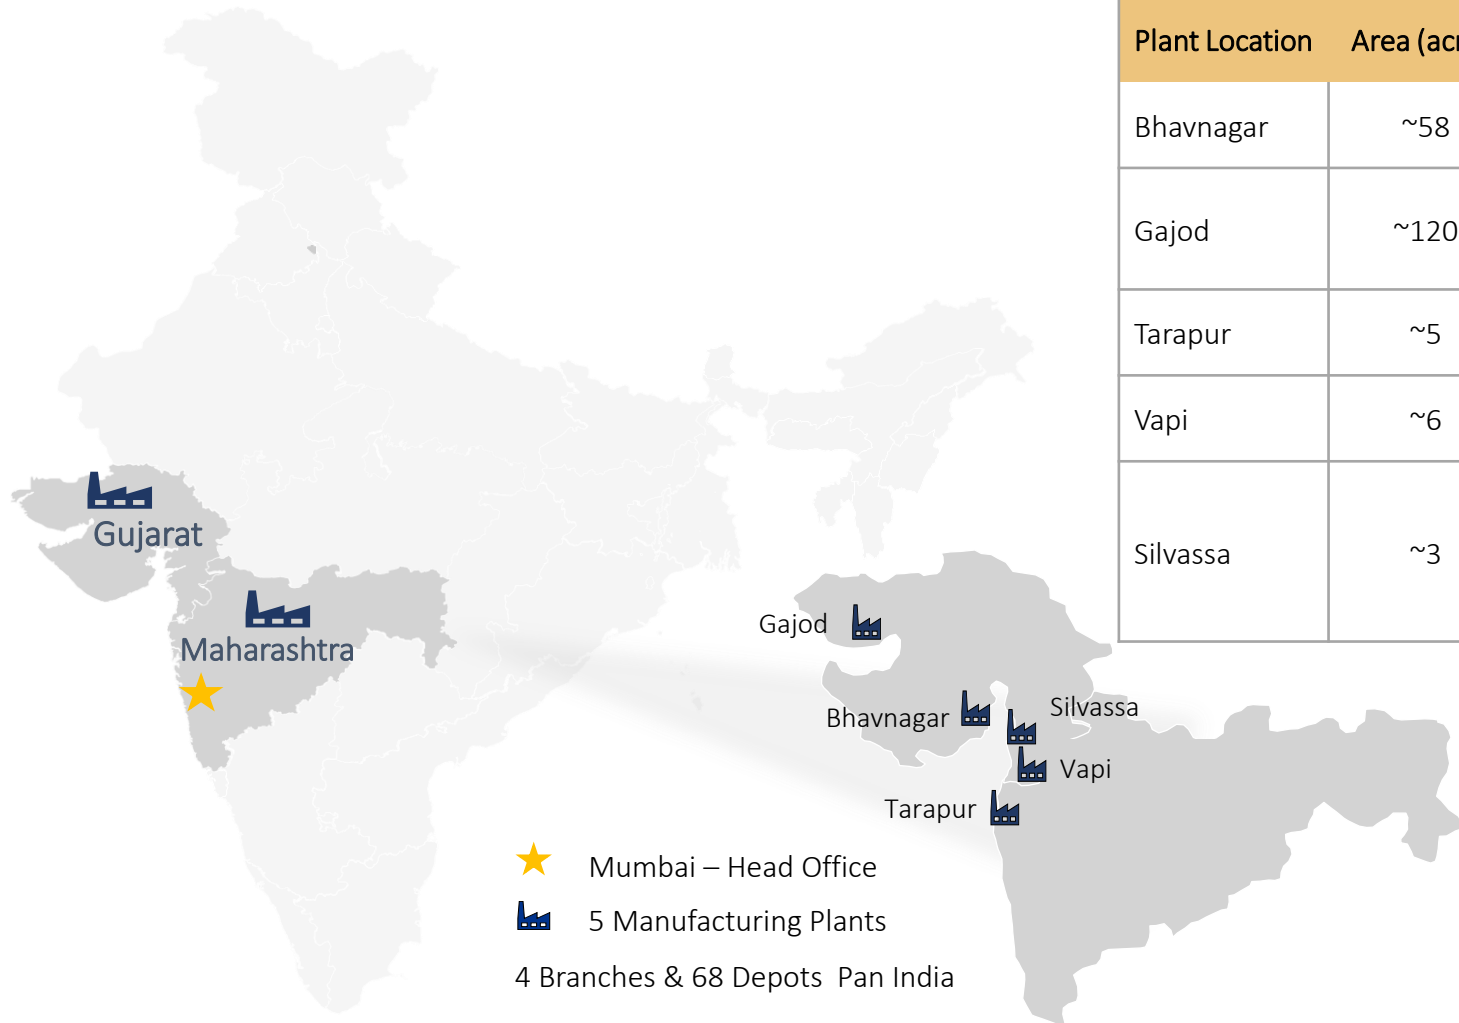 Plant Location Area (acr
Bhavnagar ~58
Gajod ~120
Tarapur ~5
Vapi ~6
Silvassa ~3
Gujarat
Maharashtra
Gajod
Bhavnagar
Silvassa
Vapi
Tarapur
Mumbai – Head Office
5 Manufacturing Plants
4 Branches & 68 Depots Pan India